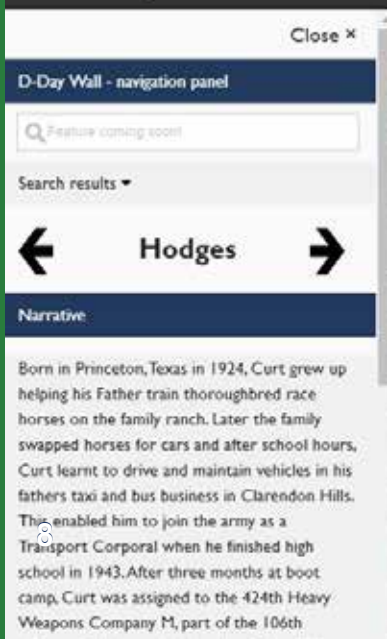 Close ×
D-Day Wall - navigation panel
Feature coming soon!
Search results
Hodges
Narrative
Born in Princeton, Texas in 1924, Curt grew up
helping his Father train thoroughbred race
horses on the family ranch. Later the family
swapped horses for cars and after school hours,
Curt learnt to drive and maintain vehicles in his
fathers taxi and bus business in Clarendon Hills.
This enabled him to join the army as a
Transport Corporal when he finished high
school in 1943. After three months at boot
camp, Curt was assigned to the 424th Heavy
Weapons Company M, part of the 106th